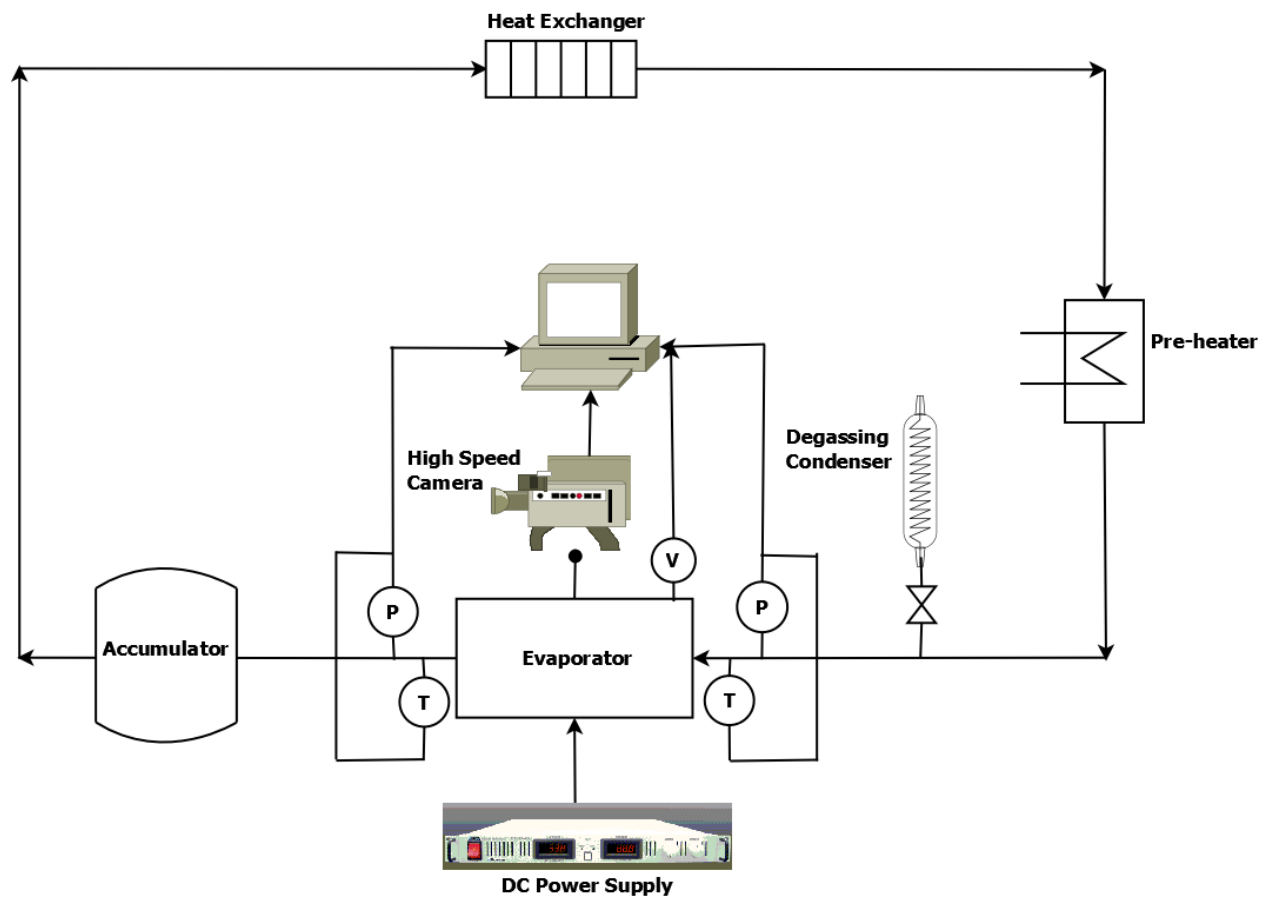 Heat Exchanger
Pre-heater
Degassing
Condenser
High Speed
Camera
V
P
P
Accumulator
Evaporator
T
T
DC Power Supply